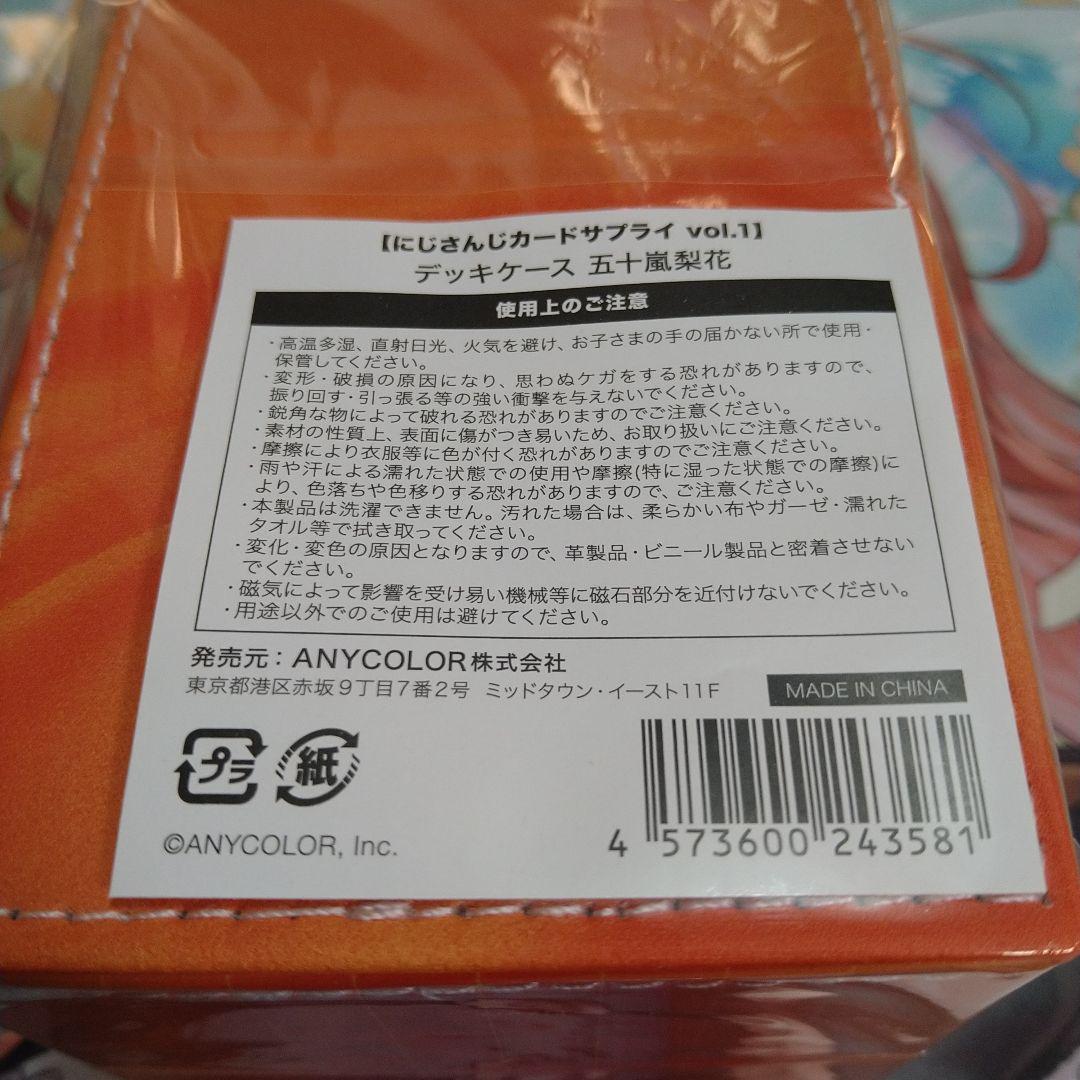 【にじさんじカードサプライ vol.1】
デッキケース 五十嵐梨花
使用上のご注意
・高温多湿、直射日光、火気を避け、お子さまの手の届かない所で使用・
保管してください。
・変形・破損の原因になり、思わぬケガをする恐れがありますので、
振り回す・引っ張る等の強い衝撃を与えないでください。
・鋭角な物によって破れる恐れがありますのでご注意ください。
・素材の性質上、表面に傷がつき易いため、お取り扱いにご注意ください。
・摩擦により衣服等に色が付く恐れがありますのでご注意ください。
・雨や汗による濡れた状態での使用や摩擦(特に湿った状態での摩擦)に
より、色落ちや色移りする恐れがありますので、ご注意ください。
・本製品は洗濯できません。汚れた場合は、柔らかい布やガーゼ・濡れた
タオル等で拭き取ってください。
・変化・変色の原因となりますので、革製品・ビニール製品と密着させない
でください。
・磁気によって影響を受け易い機械等に磁石部分を近付けないでください。
・用途以外でのご使用は避けてください。
発売元：ANYCOLOR株式会社
東京都港区赤坂9丁目7番2号 ミッドタウン・イースト11F
MADE IN CHINA
プラ 紙
©ANYCOLOR, Inc.
4 573600 243581